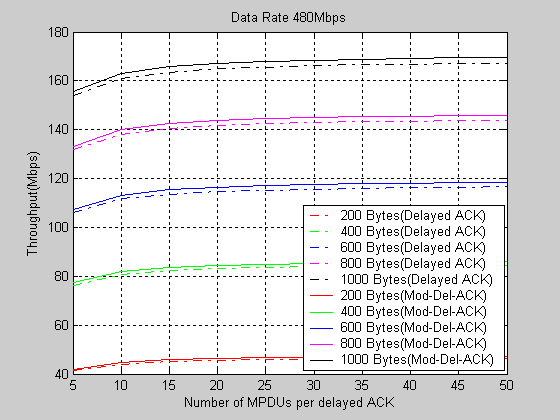 Data Rate 480Mbps
180
160
140
120
100
80
60
40
Throughput(Mbps)
200 Bytes(Delayed ACK)
400 Bytes(Delayed ACK)
600 Bytes(Delayed ACK)
800 Bytes(Delayed ACK)
1000 Bytes(Delayed ACK)
200 Bytes(Mod-Del-ACK)
400 Bytes(Mod-Del-ACK)
600 Bytes(Mod-Del-ACK)
800 Bytes(Mod-Del-ACK)
1000 Bytes(Mod-Del-ACK)
5 10 15 20 25 30 35 40 45 50
Number of MPDUs per delayed ACK